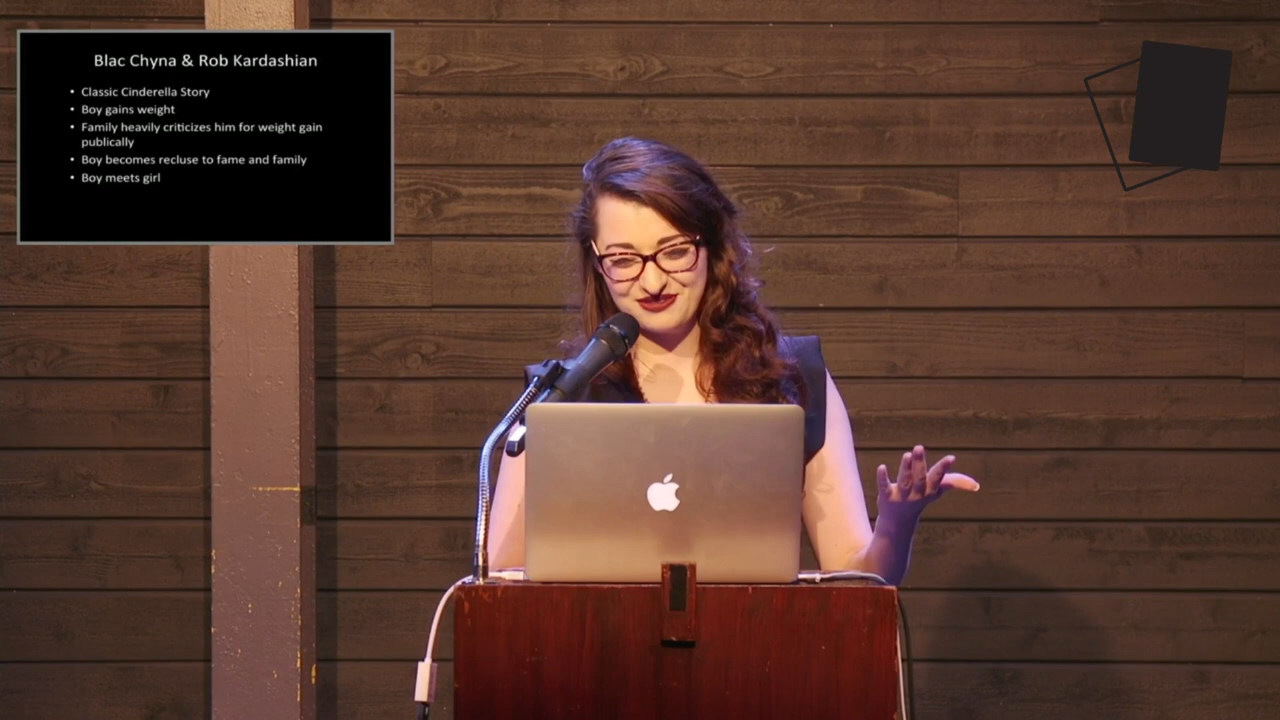 Blac Chyna & Rob Kardashian
• Classic Cinderella Story
• Boy gains weight
• Family heavily criticizes him for weight gain
publically
• Boy becomes recluse to fame and family
• Boy meets girl